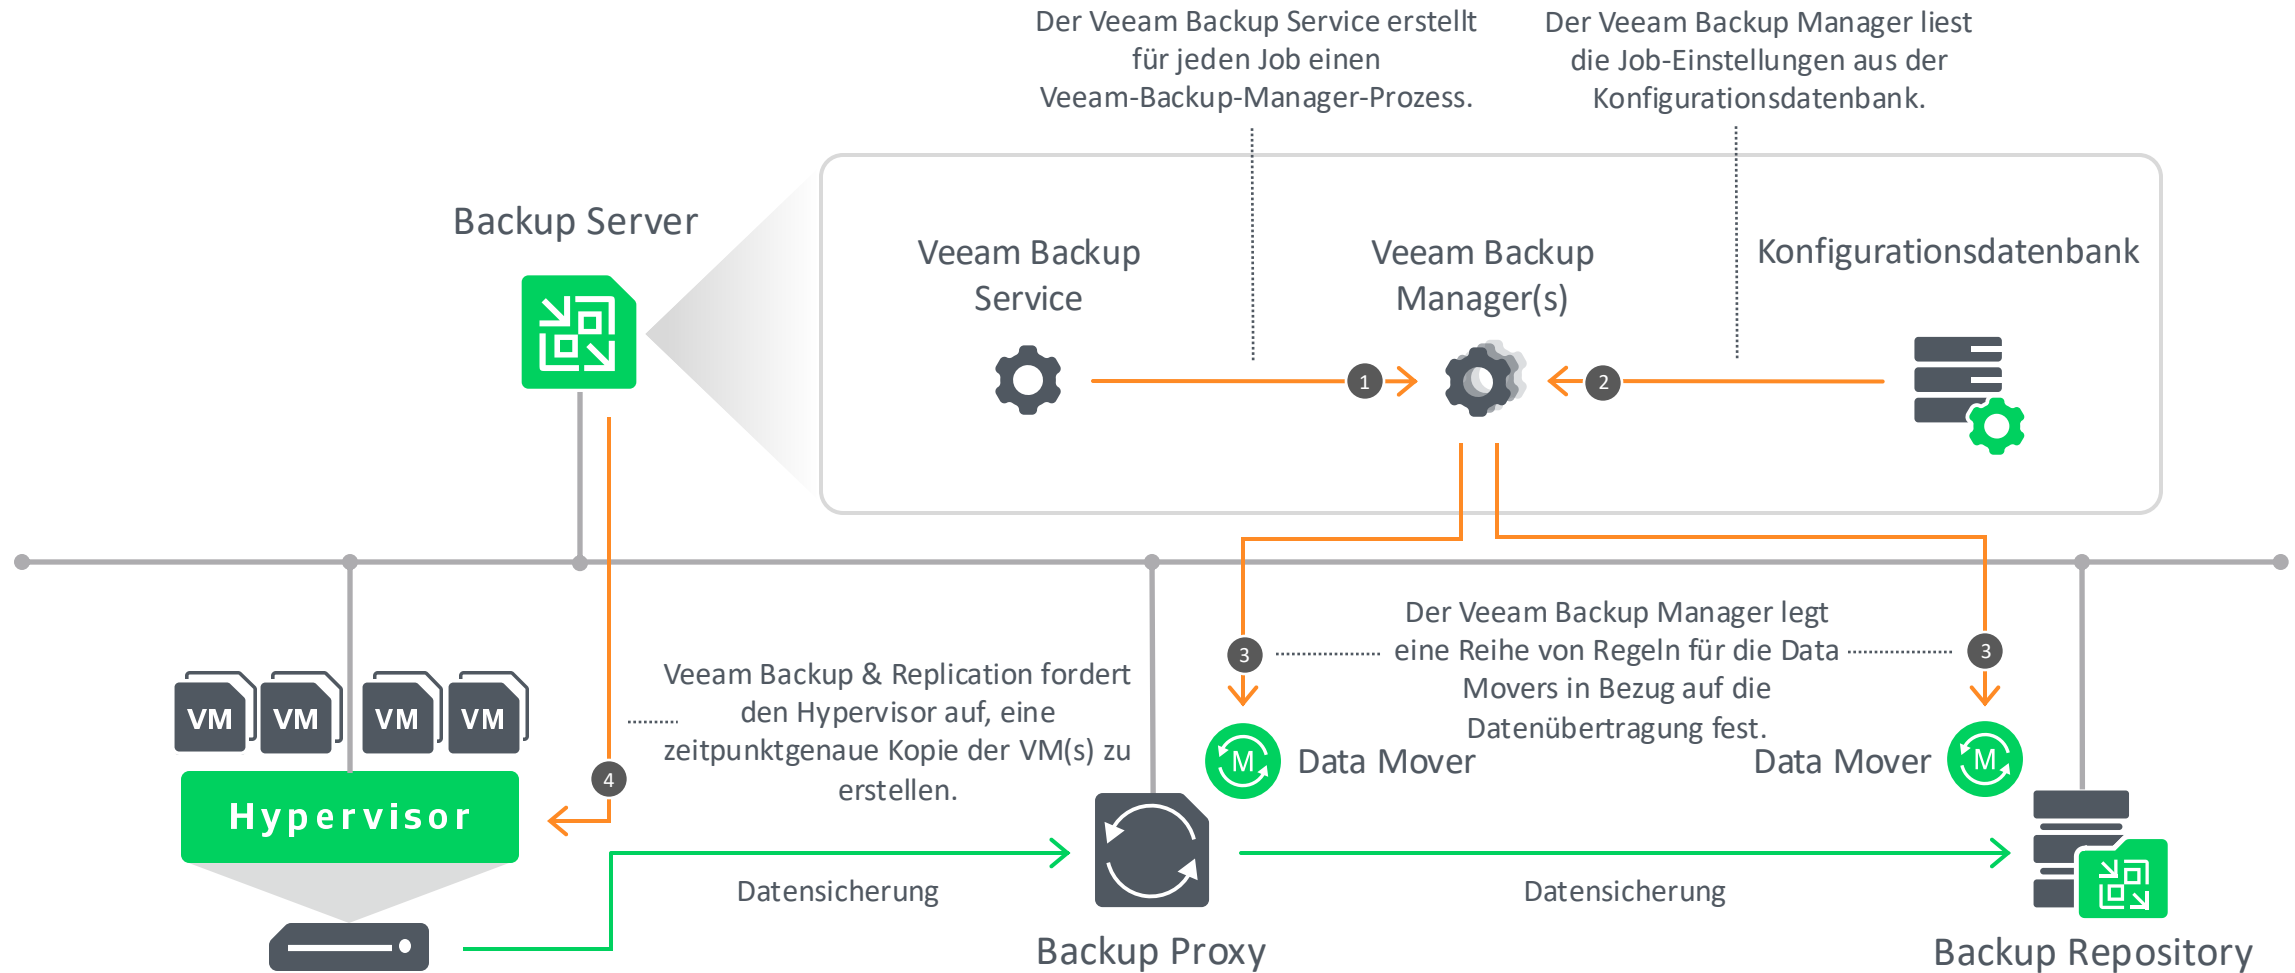 Der Veeam Backup Service erstellt
für jeden Job einen
Veeam-Backup-Manager-Prozess.
Der Veeam Backup Manager liest
die Job-Einstellungen aus der
Konfigurationsdatenbank.
Backup Server
Veeam Backup
Service
Veeam Backup
Manager(s)
Konfigurationsdatenbank
1
2
Der Veeam Backup Manager legt
eine Reihe von Regeln für die Data
Movers in Bezug auf die
Datenübertragung fest.
3
3
Veeam Backup & Replication fordert
den Hypervisor auf, eine
zeitpunktgenaue Kopie der VM(s) zu
erstellen.
4
VM
VM
VM
VM
Hypervisor
M
Data Mover
Data Mover
M
Datensicherung
Datensicherung
Backup Proxy
Backup Repository